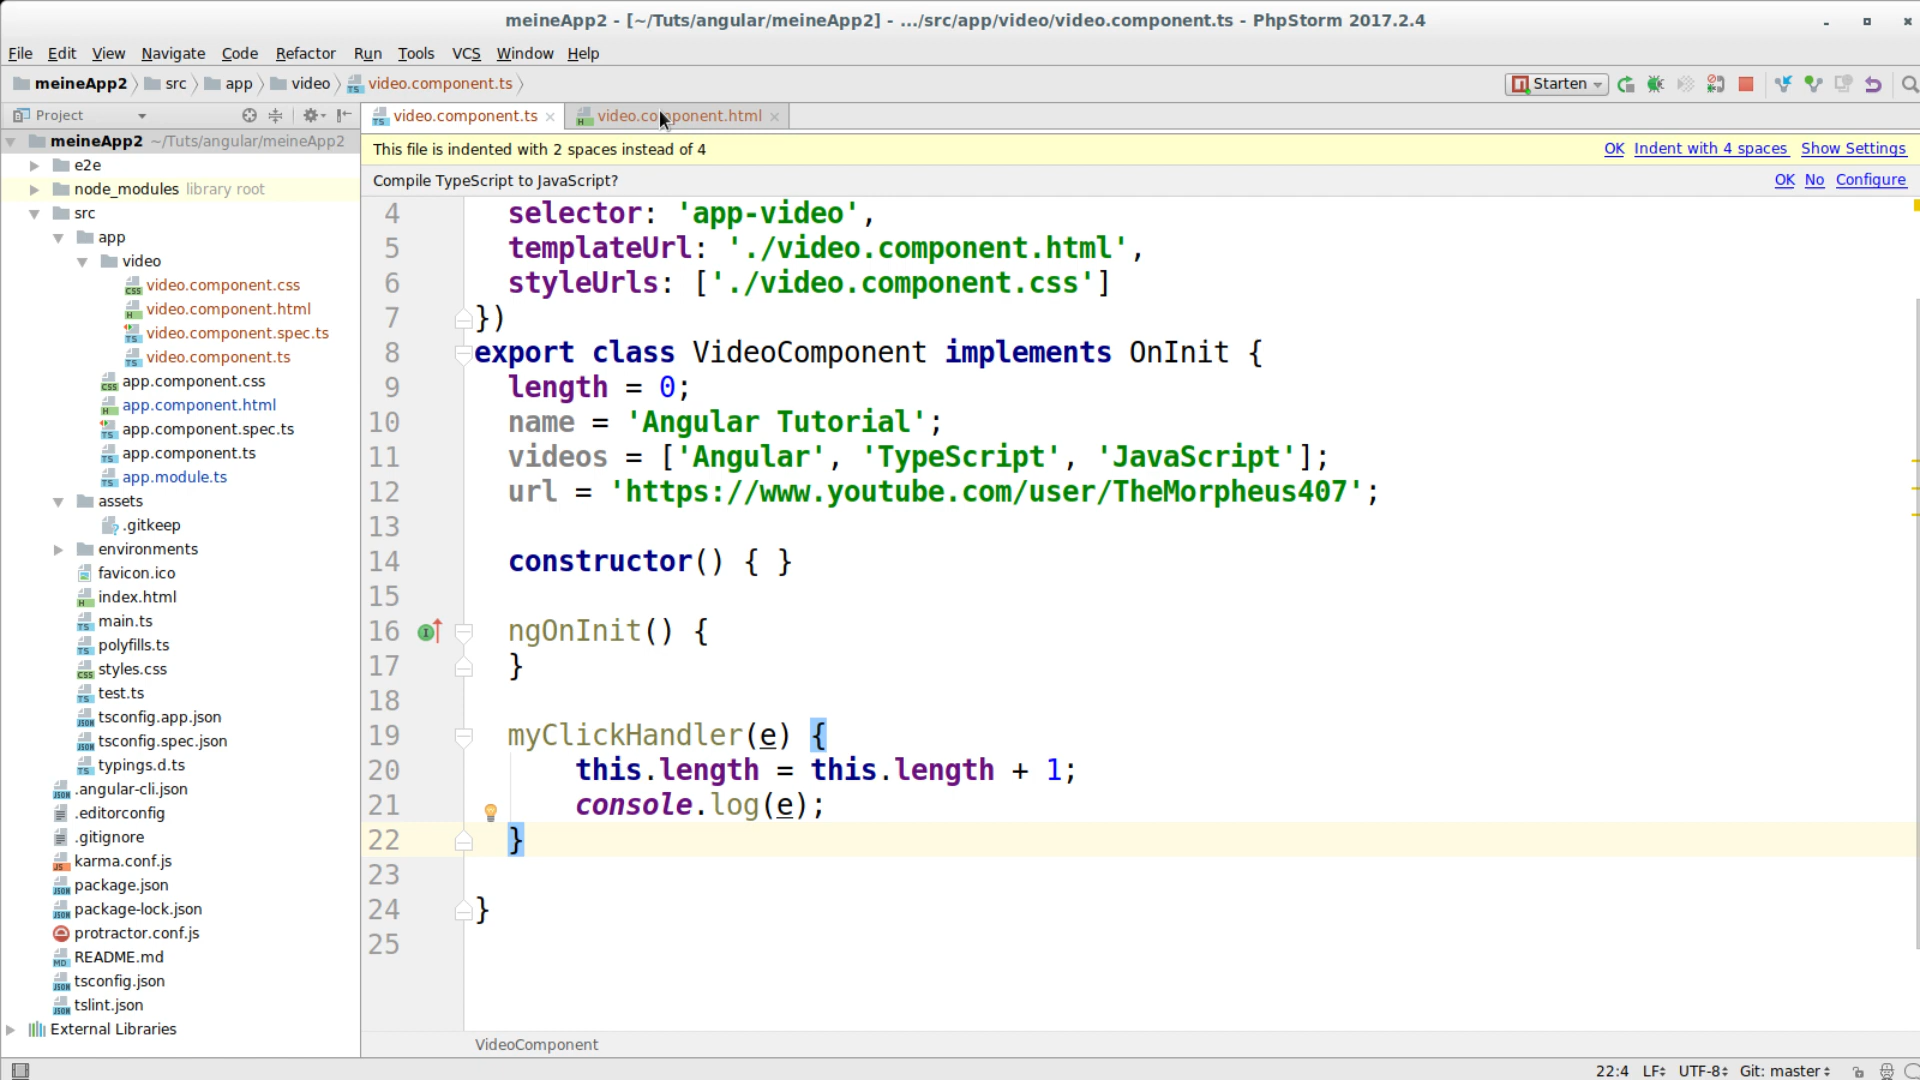 meineApp2 - [~/Tuts/angular/meineApp2] - .../src/app/video/video.component.ts - PhpStorm 2017.2.4
File Edit View Navigate Code Refactor Run Tools VCS Window Help
meineApp2 src app video video.component.ts Starten
Project
video.component.ts video.component.html
meineApp2 ~/Tuts/angular/meineApp2
e2e
node_modules library root
src
app
video
video.component.css
video.component.html
video.component.spec.ts
video.component.ts
app.component.css
app.component.html
app.component.spec.ts
app.component.ts
app.module.ts
assets
.gitkeep
environments
favicon.ico
index.html
main.ts
polyfills.ts
styles.css
test.ts
tsconfig.app.json
tsconfig.spec.json
typings.d.ts
.angular-cli.json
.editorconfig
.gitignore
karma.conf.js
package.json
package-lock.json
protractor.conf.js
README.md
tsconfig.json
tslint.json
External Libraries
This file is indented with 2 spaces instead of 4 OK Indent with 4 spaces Show Settings
Compile TypeScript to JavaScript? OK No Configure
4 selector: 'app-video',
5 templateUrl: './video.component.html',
6 styleUrls: ['./video.component.css']
7 })
8 export class VideoComponent implements OnInit {
9 length = 0;
10 name = 'Angular Tutorial';
11 videos = ['Angular', 'TypeScript', 'JavaScript'];
12 url = 'https://www.youtube.com/user/TheMorpheus407';
13
14 constructor() { }
15
16 ngOnInit() {
17 }
18
19 myClickHandler(e) {
20 this.length = this.length + 1;
21 console.log(e);
22 }
23
24 }
25
VideoComponent
22:4 LF UTF-8 Git: master